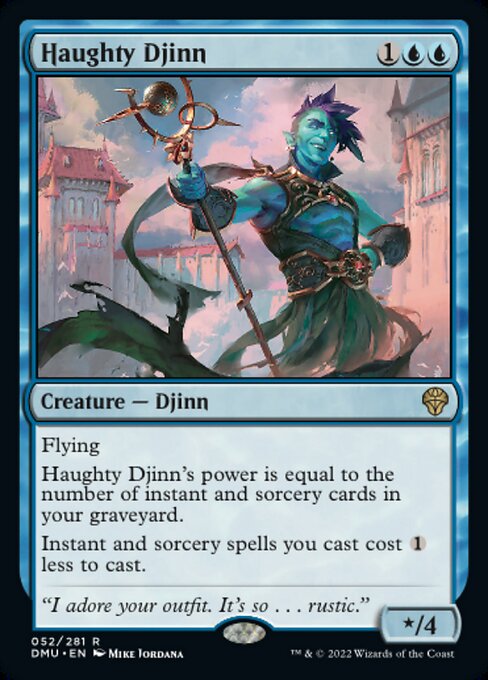 Haughty Djinn 1
Creature — Djinn
Flying
Haughty Djinn's power is equal to the
number of instant and sorcery cards in
your graveyard.
Instant and sorcery spells you cast cost 1
less to cast.
“I adore your outfit. It's so . . . rustic.”
★/4
052/281 R
DMU • EN Mike Jordana ™ & © 2022 Wizards of the Coast